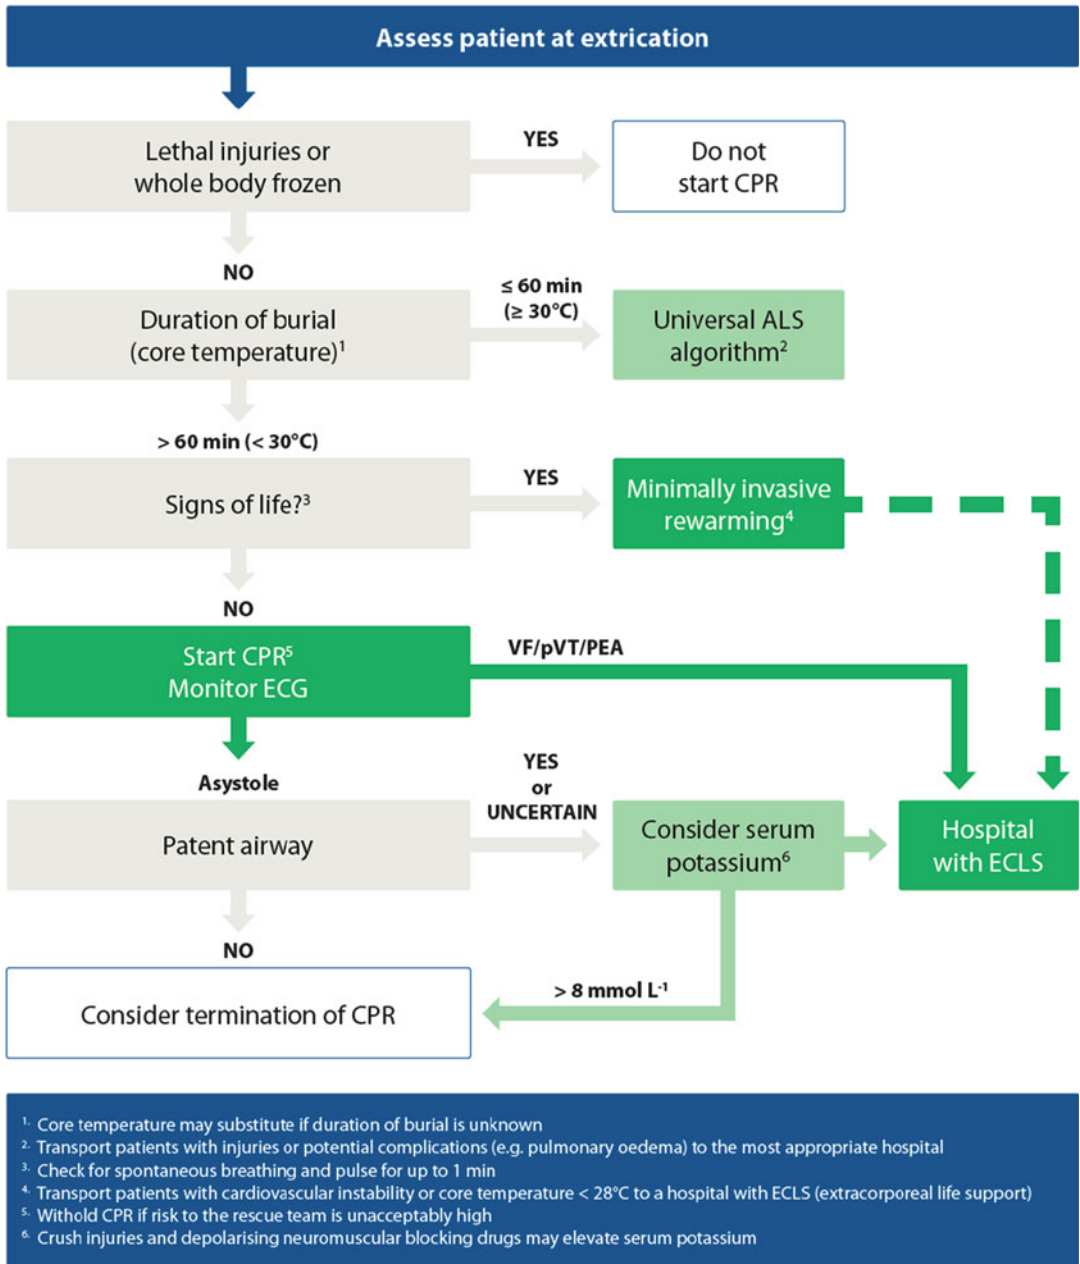 Assess patient at extrication
Lethal injuries or
whole body frozen
YES
Do not
start CPR
NO
Duration of burial
(core temperature)¹
≤ 60 min
(≥ 30°C)
Universal ALS
algorithm²
> 60 min (< 30°C)
Signs of life?³
YES
Minimally invasive
rewarming⁴
NO
Start CPR⁵
Monitor ECG
VF/pVT/PEA
Asystole
Patent airway
YES
or
UNCERTAIN
Consider serum
potassium⁶
Hospital
with ECLS
NO
> 8 mmol L⁻¹
Consider termination of CPR
1. Core temperature may substitute if duration of burial is unknown
2. Transport patients with injuries or potential complications (e.g. pulmonary oedema) to the most appropriate hospital
3. Check for spontaneous breathing and pulse for up to 1 min
4. Transport patients with cardiovascular instability or core temperature < 28°C to a hospital with ECLS (extracorporeal life support)
5. Withold CPR if risk to the rescue team is unacceptably high
6. Crush injuries and depolarising neuromuscular blocking drugs may elevate serum potassium